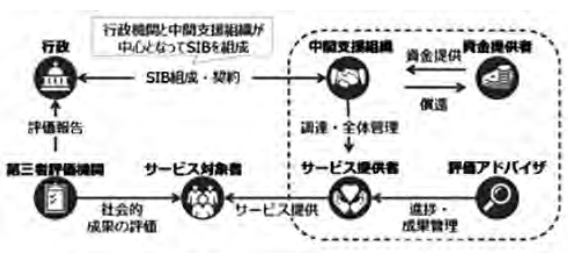 行政機関と中間支援組織が
中心となってSIBを組成
行政
中間支援組織
資金提供者
資金提供
SIB組成・契約
償還
評価報告
調達・全体管理
第三者評価機関
サービス対象者
サービス提供者
評価アドバイザ
社会的
成果の評価
サービス提供
進捗・
成果管理